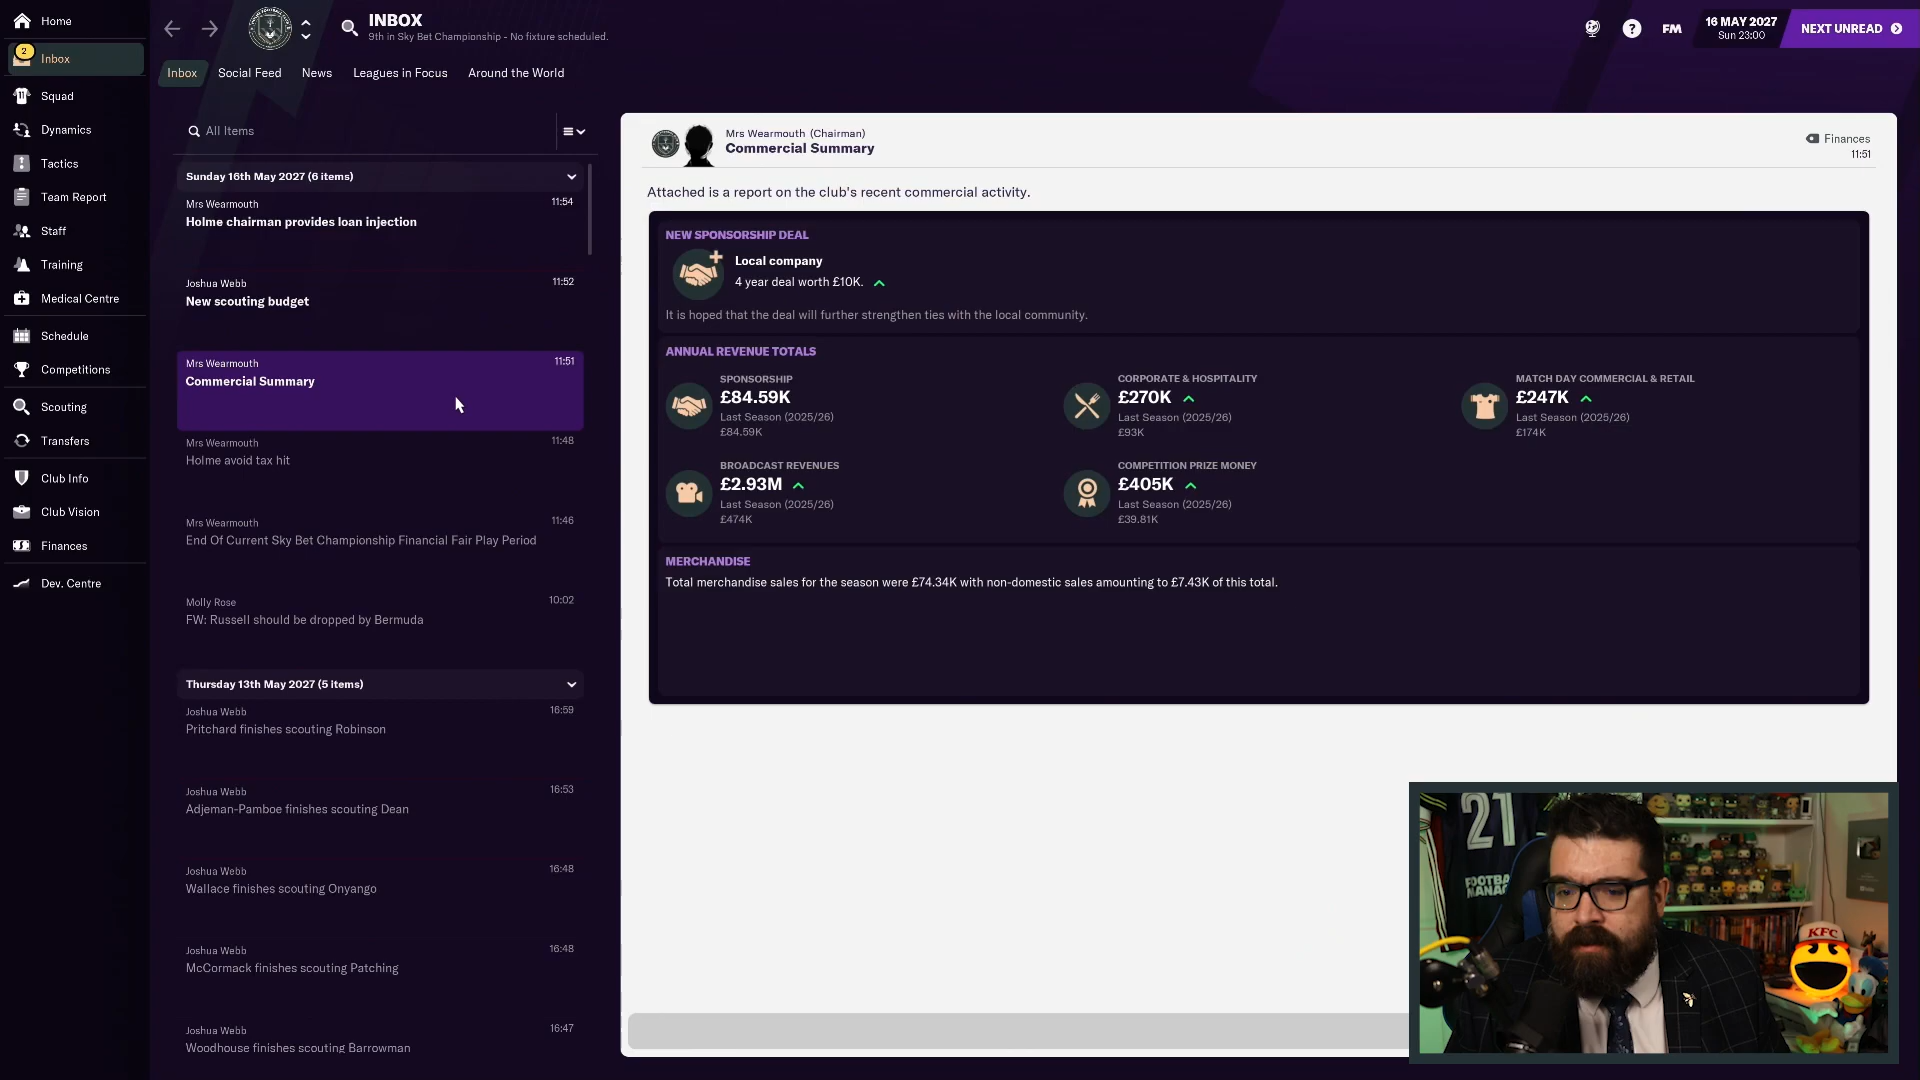 Home
2
Inbox
Squad
Dynamics
Tactics
Team Report
Staff
Training
Medical Centre
Schedule
Competitions
Scouting
Transfers
Club Info
Club Vision
Finances
Dev. Centre
INBOX
9th in Sky Bet Championship - No fixture scheduled.
FM
16 MAY 2027
Sun 23:00
NEXT UNREAD
Inbox
Social Feed
News
Leagues in Focus
Around the World
All Items
Sunday 16th May 2027 (6 items)
Mrs Wearmouth 11:54
Holme chairman provides loan injection
Joshua Webb 11:52
New scouting budget
Mrs Wearmouth 11:51
Commercial Summary
Mrs Wearmouth 11:48
Holme avoid tax hit
Mrs Wearmouth 11:46
End Of Current Sky Bet Championship Financial Fair Play Period
Molly Rose 10:02
FW: Russell should be dropped by Bermuda
Thursday 13th May 2027 (5 items)
Joshua Webb 16:59
Pritchard finishes scouting Robinson
Joshua Webb 16:53
Adjeman-Pamboe finishes scouting Dean
Joshua Webb 16:48
Wallace finishes scouting Onyango
Joshua Webb 16:48
McCormack finishes scouting Patching
Joshua Webb 16:47
Woodhouse finishes scouting Barrowman
Mrs Wearmouth (Chairman)
Commercial Summary
Finances
11:51
Attached is a report on the club's recent commercial activity.
NEW SPONSORSHIP DEAL
Local company
4 year deal worth £10K.
It is hoped that the deal will further strengthen ties with the local community.
ANNUAL REVENUE TOTALS
SPONSORSHIP
£84.59K
Last Season (2025/26)
£84.59K
CORPORATE & HOSPITALITY
£270K
Last Season (2025/26)
£93K
MATCH DAY COMMERCIAL & RETAIL
£247K
Last Season (2025/26)
£174K
BROADCAST REVENUES
£2.93M
Last Season (2025/26)
£474K
COMPETITION PRIZE MONEY
£405K
Last Season (2025/26)
£39.81K
MERCHANDISE
Total merchandise sales for the season were £74.34K with non-domestic sales amounting to £7.43K of this total.
21
FOOTBA
MANAG
KFC